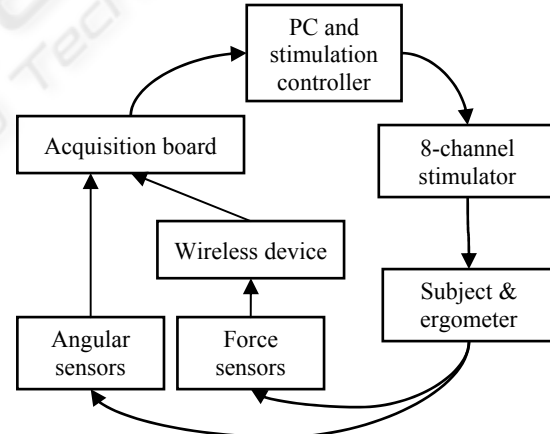 PC and
stimulation
controller
Acquisition board
8-channel
stimulator
Wireless device
Subject &
ergometer
Angular
sensors
Force
sensors